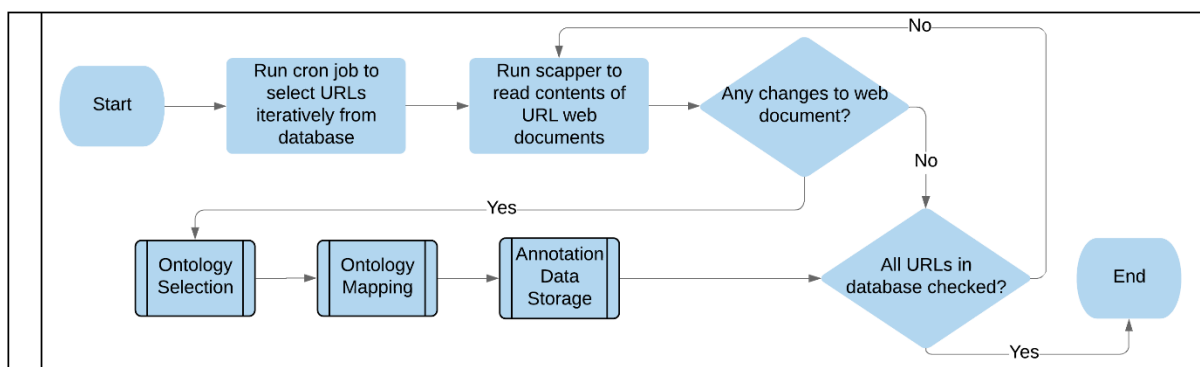 No
Start
Run cron job to
select URLs
iteratively from
database
Run scapper to
read contents of
URL web
documents
Any changes to web
document?
No
Yes
Ontology
Selection
Ontology
Mapping
Annotation
Data
Storage
All URLs in
database checked?
End
Yes